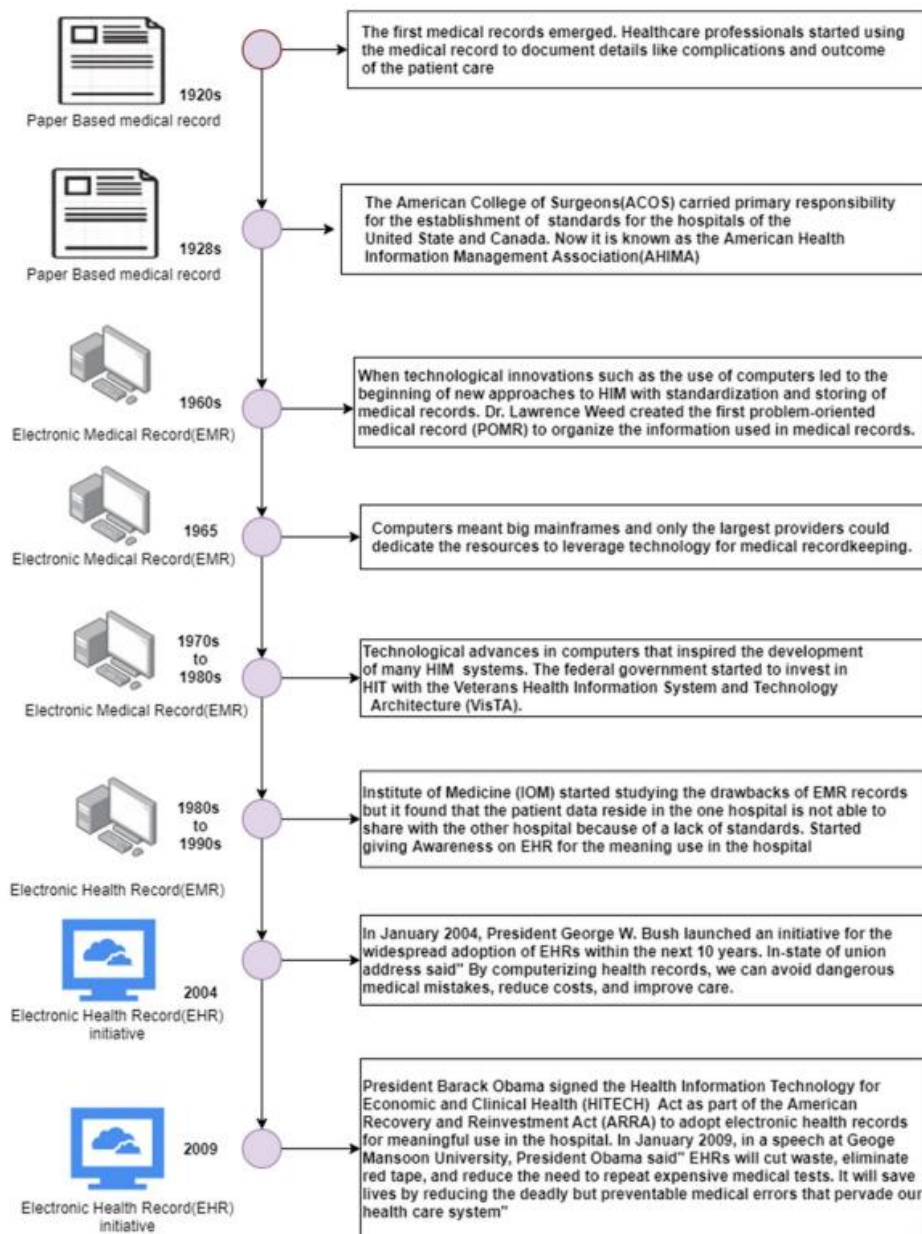 The first medical records emerged. Healthcare professionals started using
the medical record to document details like complications and outcome
of the patient care
1920s
Paper Based medical record
The American College of Surgeons(ACOS) carried primary responsibility
for the establishment of standards for the hospitals of the
United State and Canada. Now it is known as the American Health
Information Management Association(AHIMA)
1928s
Paper Based medical record
When technological innovations such as the use of computers led to the
beginning of new approaches to HIM with standardization and storing of
medical records. Dr. Lawrence Weed created the first problem-oriented
medical record (POMR) to organize the information used in medical records.
1960s
Electronic Medical Record(EMR)
Computers meant big mainframes and only the largest providers could
dedicate the resources to leverage technology for medical recordkeeping.
1965
Electronic Medical Record(EMR)
Technological advances in computers that inspired the development
of many HIM systems. The federal government started to invest in
HIT with the Veterans Health Information System and Technology
Architecture (VisTA).
1970s
to
1980s
Electronic Medical Record(EMR)
Institute of Medicine (IOM) started studying the drawbacks of EMR records
but it found that the patient data reside in the one hospital is not able to
share with the other hospital because of a lack of standards. Started
giving Awareness on EHR for the meaning use in the hospital
1980s
to
1990s
Electronic Health Record(EMR)
In January 2004, President George W. Bush launched an initiative for the
widespread adoption of EHRs within the next 10 years. In-state of union
address said" By computerizing health records, we can avoid dangerous
medical mistakes, reduce costs, and improve care.
2004
Electronic Health Record(EHR)
initiative
President Barack Obama signed the Health Information Technology for
Economic and Clinical Health (HITECH) Act as part of the American
Recovery and Reinvestment Act (ARRA) to adopt electronic health records
for meaningful use in the hospital. In January 2009, in a speech at Geoge
Mansoon University, President Obama said" EHRs will cut waste, eliminate
red tape, and reduce the need to repeat expensive medical tests. It will save
lives by reducing the deadly but preventable medical errors that pervade our
health care system"
2009
Electronic Health Record(EHR)
initiative